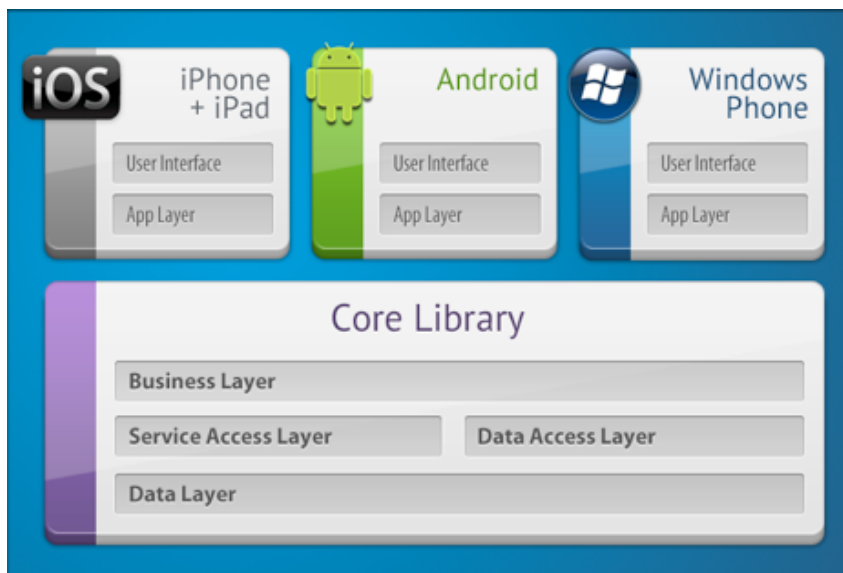 iOS
iPhone
+ iPad
User Interface
App Layer
Android
User Interface
App Layer
Windows
Phone
User Interface
App Layer
Core Library
Business Layer
Service Access Layer
Data Access Layer
Data Layer